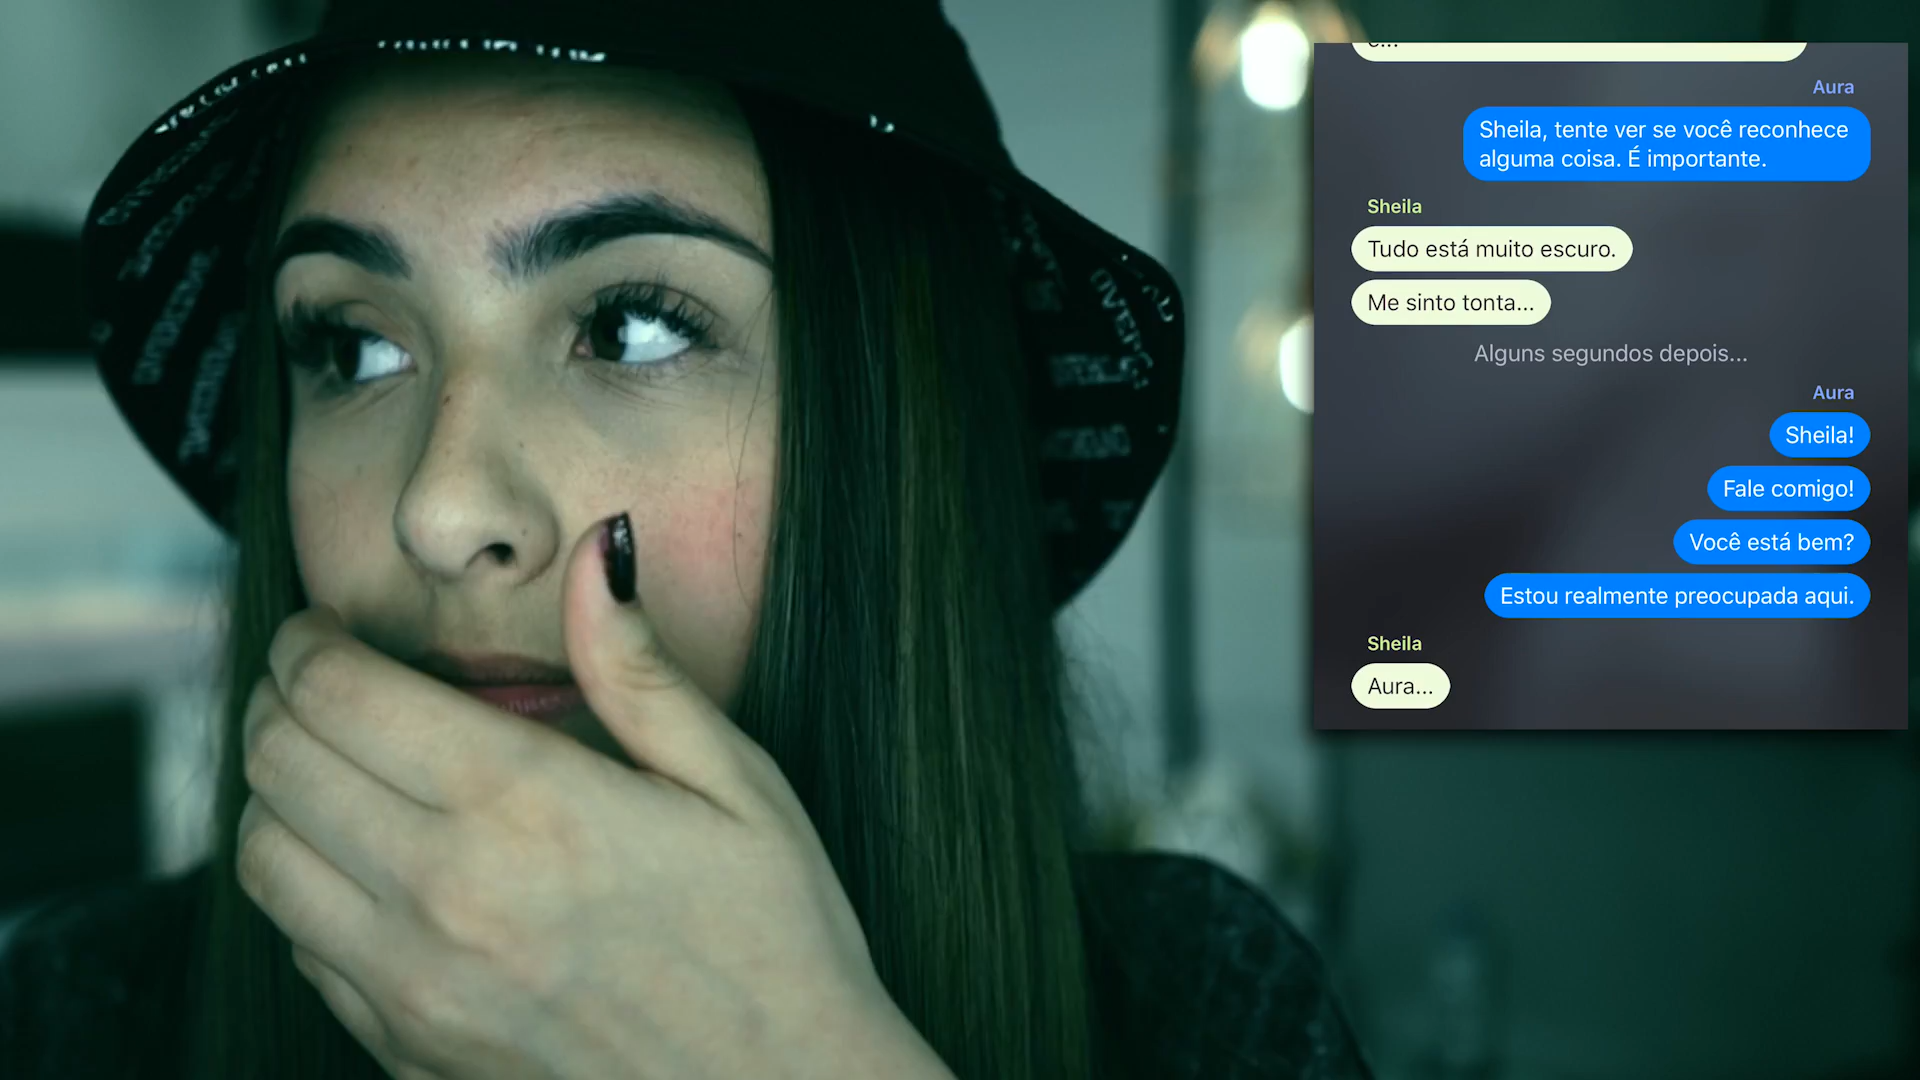 Aura
Sheila, tente ver se você reconhece
alguma coisa. É importante.
Sheila
Tudo está muito escuro.
Me sinto tonta...
Alguns segundos depois...
Aura
Sheila!
Fale comigo!
Você está bem?
Estou realmente preocupada aqui.
Sheila
Aura...